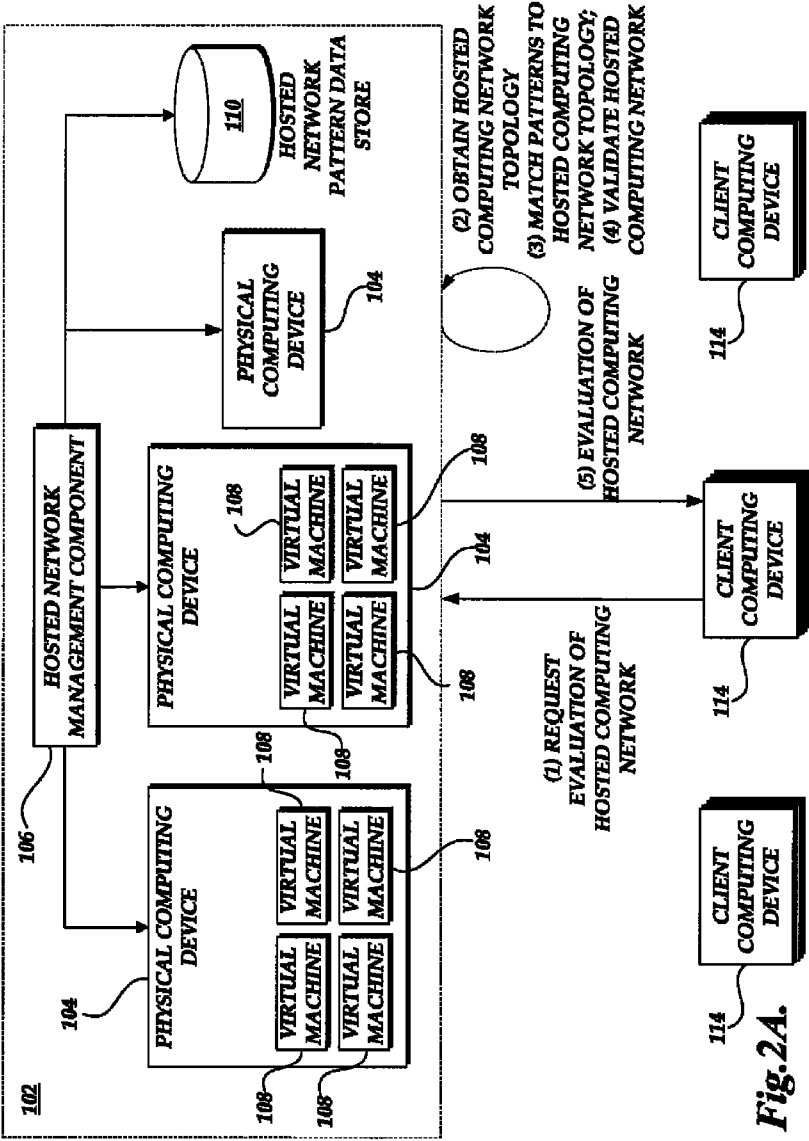 102
106
HOSTED NETWORK
MANAGEMENT COMPONENT
104
PHYSICAL COMPUTING
DEVICE
108
VIRTUAL
MACHINE
VIRTUAL
MACHINE
108
VIRTUAL
MACHINE
VIRTUAL
MACHINE
108
108
PHYSICAL COMPUTING
DEVICE
108
VIRTUAL
MACHINE
VIRTUAL
MACHINE
108
VIRTUAL
MACHINE
VIRTUAL
MACHINE
108
108
104
PHYSICAL
COMPUTING
DEVICE
104
110
HOSTED
NETWORK
PATTERN DATA
STORE
(1) REQUEST
EVALUATION OF
HOSTED COMPUTING
NETWORK
(5) EVALUATION OF
HOSTED COMPUTING
NETWORK
(2) OBTAIN HOSTED
COMPUTING NETWORK
TOPOLOGY
(3) MATCH PATTERNS TO
HOSTED COMPUTING
NETWORK TOPOLOGY;
(4) VALIDATE HOSTED
COMPUTING NETWORK
114
CLIENT
COMPUTING
DEVICE
114
CLIENT
COMPUTING
DEVICE
114
CLIENT
COMPUTING
DEVICE
Fig.2A.